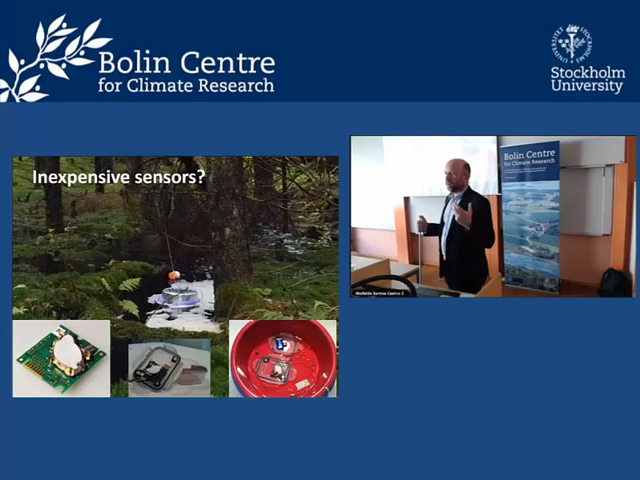 Bolin Centre
for Climate Research
Stockholm
University
Inexpensive sensors?
Bolin Centre
for Climate Research